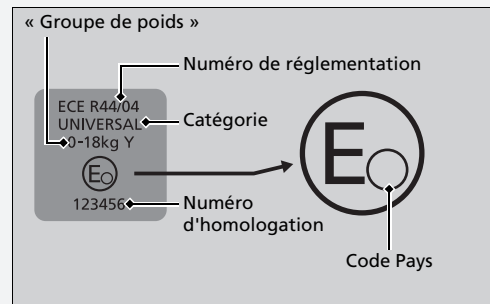 « Groupe de poids »
Numéro de réglementation
ECE R44/04
UNIVERSAL
Catégorie
0-18kg Y
E
E
123456
Numéro
d'homologation
Code Pays